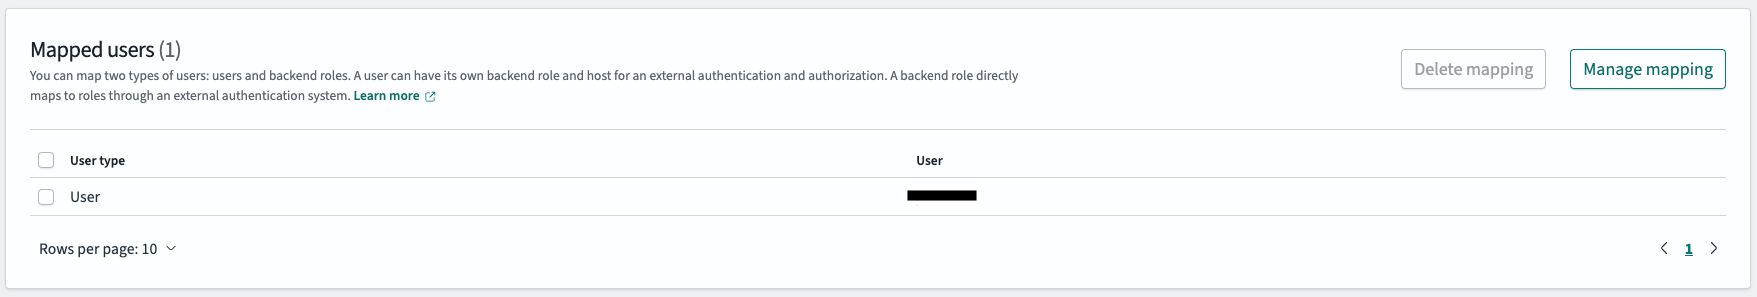 Mapped users (1)
You can map two types of users: users and backend roles. A user can have its own backend role and host for an external authentication and authorization. A backend role directly
maps to roles through an external authentication system. Learn more
Delete mapping
Manage mapping
User type User
User
Rows per page: 10
1